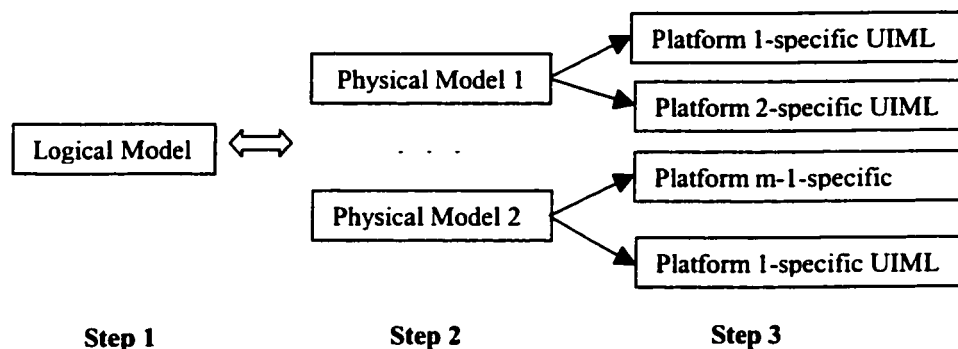 Platform 1-specific UIML
Physical Model 1
Platform 2-specific UIML
Logical Model
. . .
Platform m-1-specific
Physical Model 2
Platform 1-specific UIML
Step 1
Step 2
Step 3